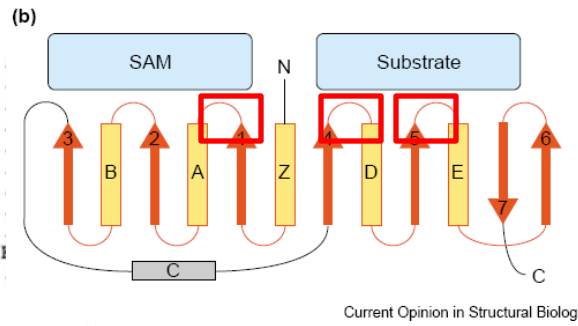 (b)
SAM Substrate
N
3 B 2 A 1 Z 4 D 5 E 7 6
C C
Current Opinion in Structural Biolog